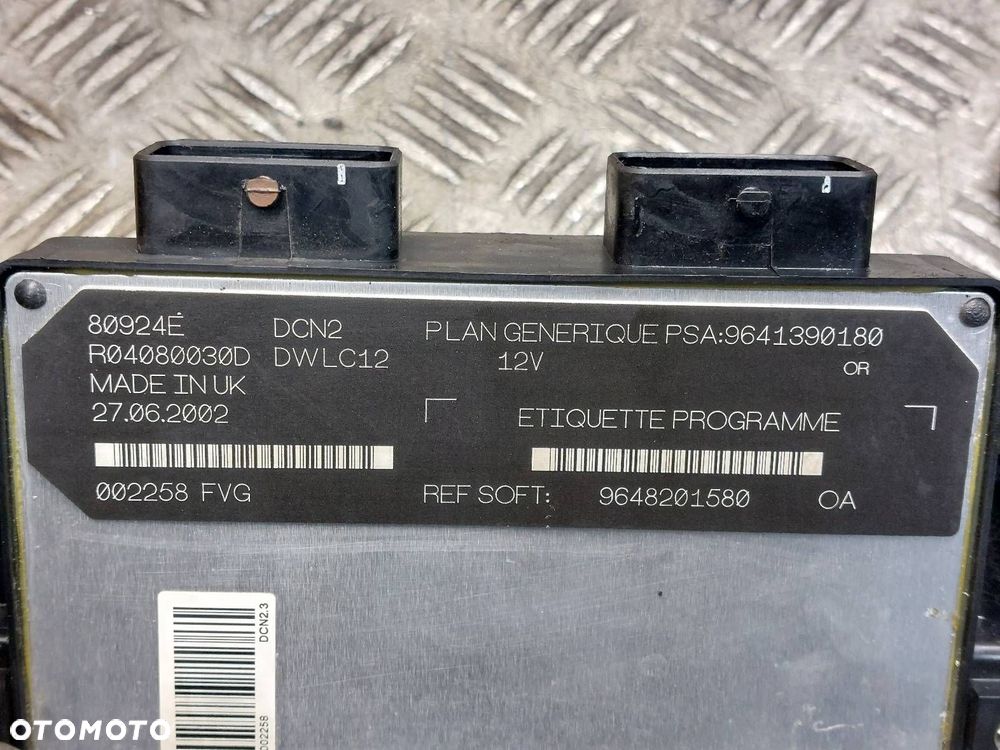 80924E DCN2 PLAN GENERIQUE PSA:9641390180
R04080030D DWLC12 12V OR
MADE IN UK
27.06.2002 ETIQUETTE PROGRAMME
002258 FVG REF SOFT: 9648201580 OA
DCN2.3
002258
OTOMOTO